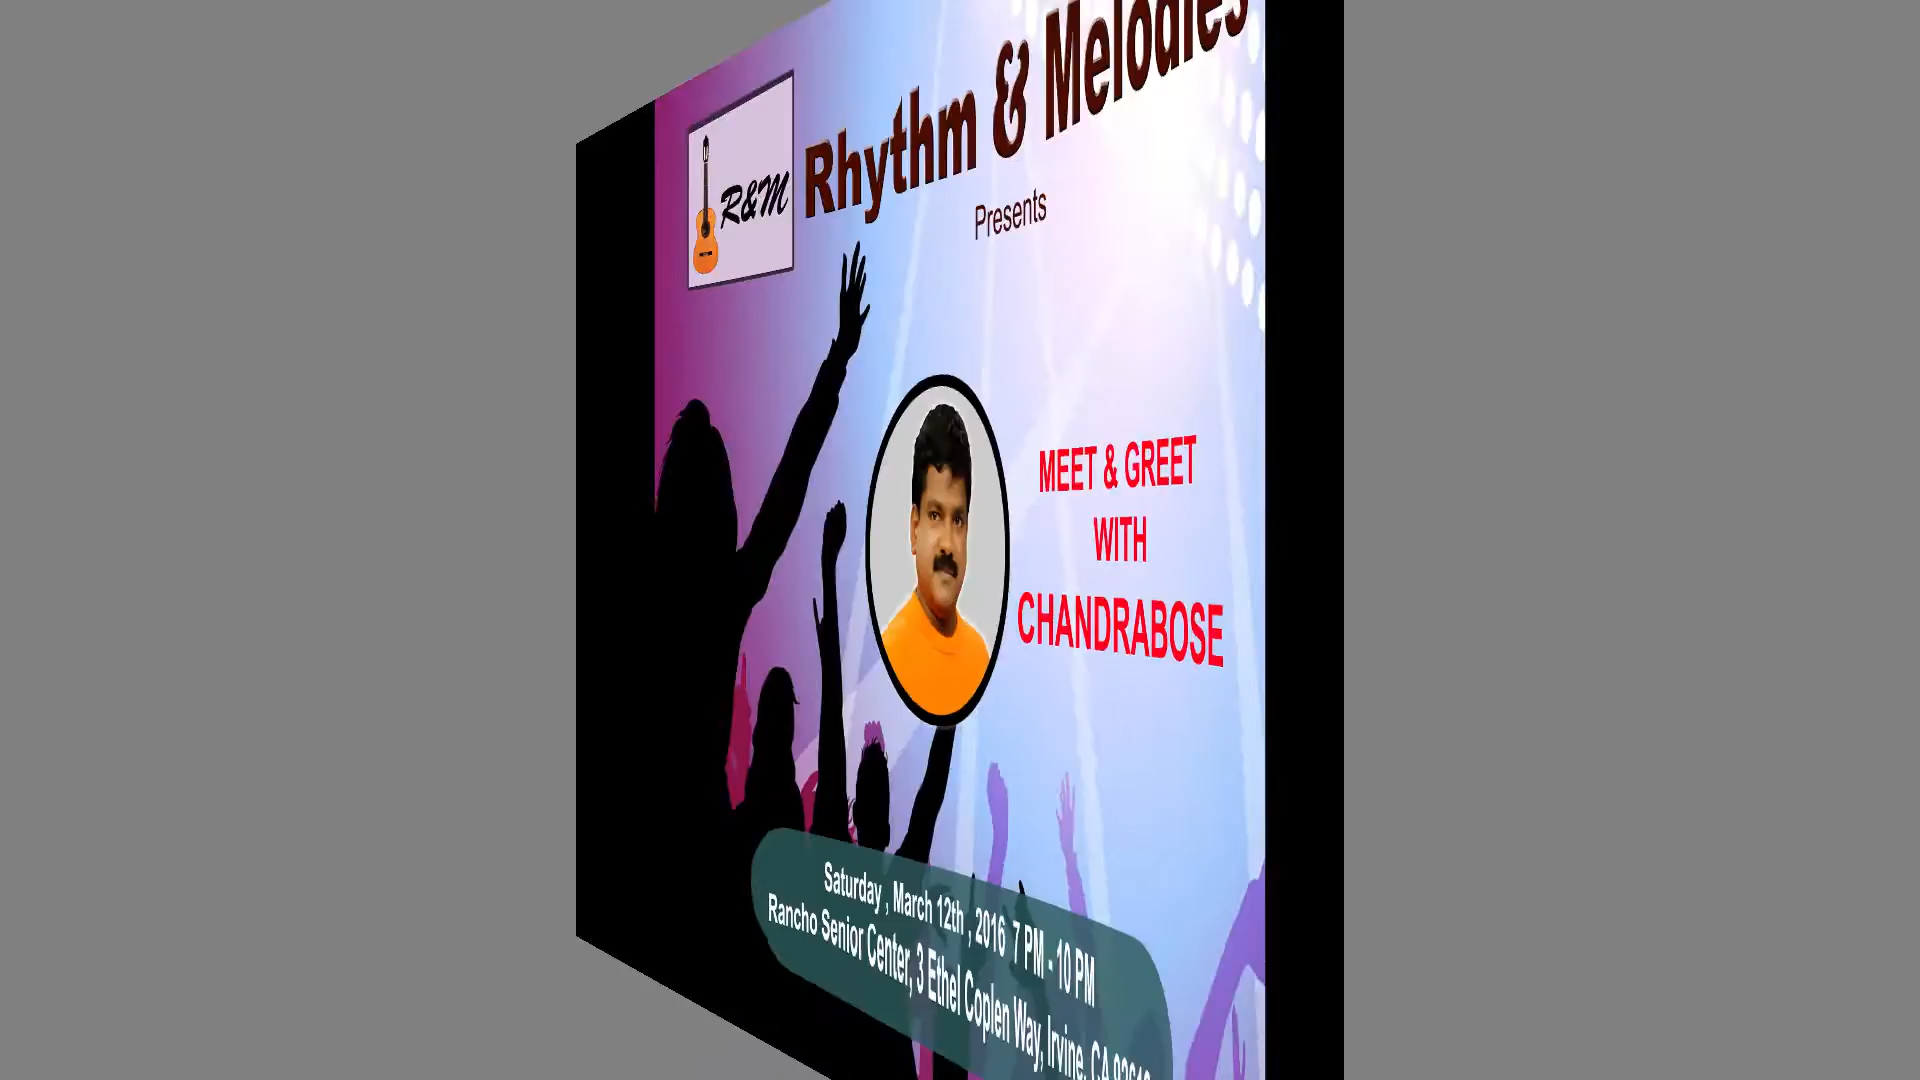 R&M
Rhythm & Melodies
Presents
MEET & GREET
WITH
CHANDRABOSE
Saturday , March 12th , 2016 7 PM - 10 PM
Rancho Senior Center, 3 Ethel Coplen Way, Irvine, CA